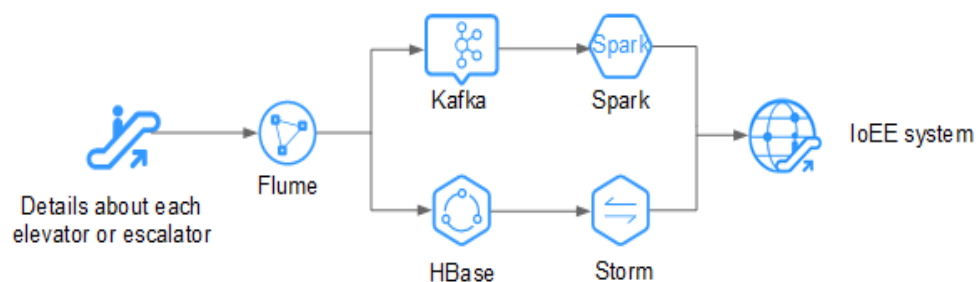 Spark
Kafka
Spark
IoEE system
Flume
Details about each
elevator or escalator
HBase
Storm